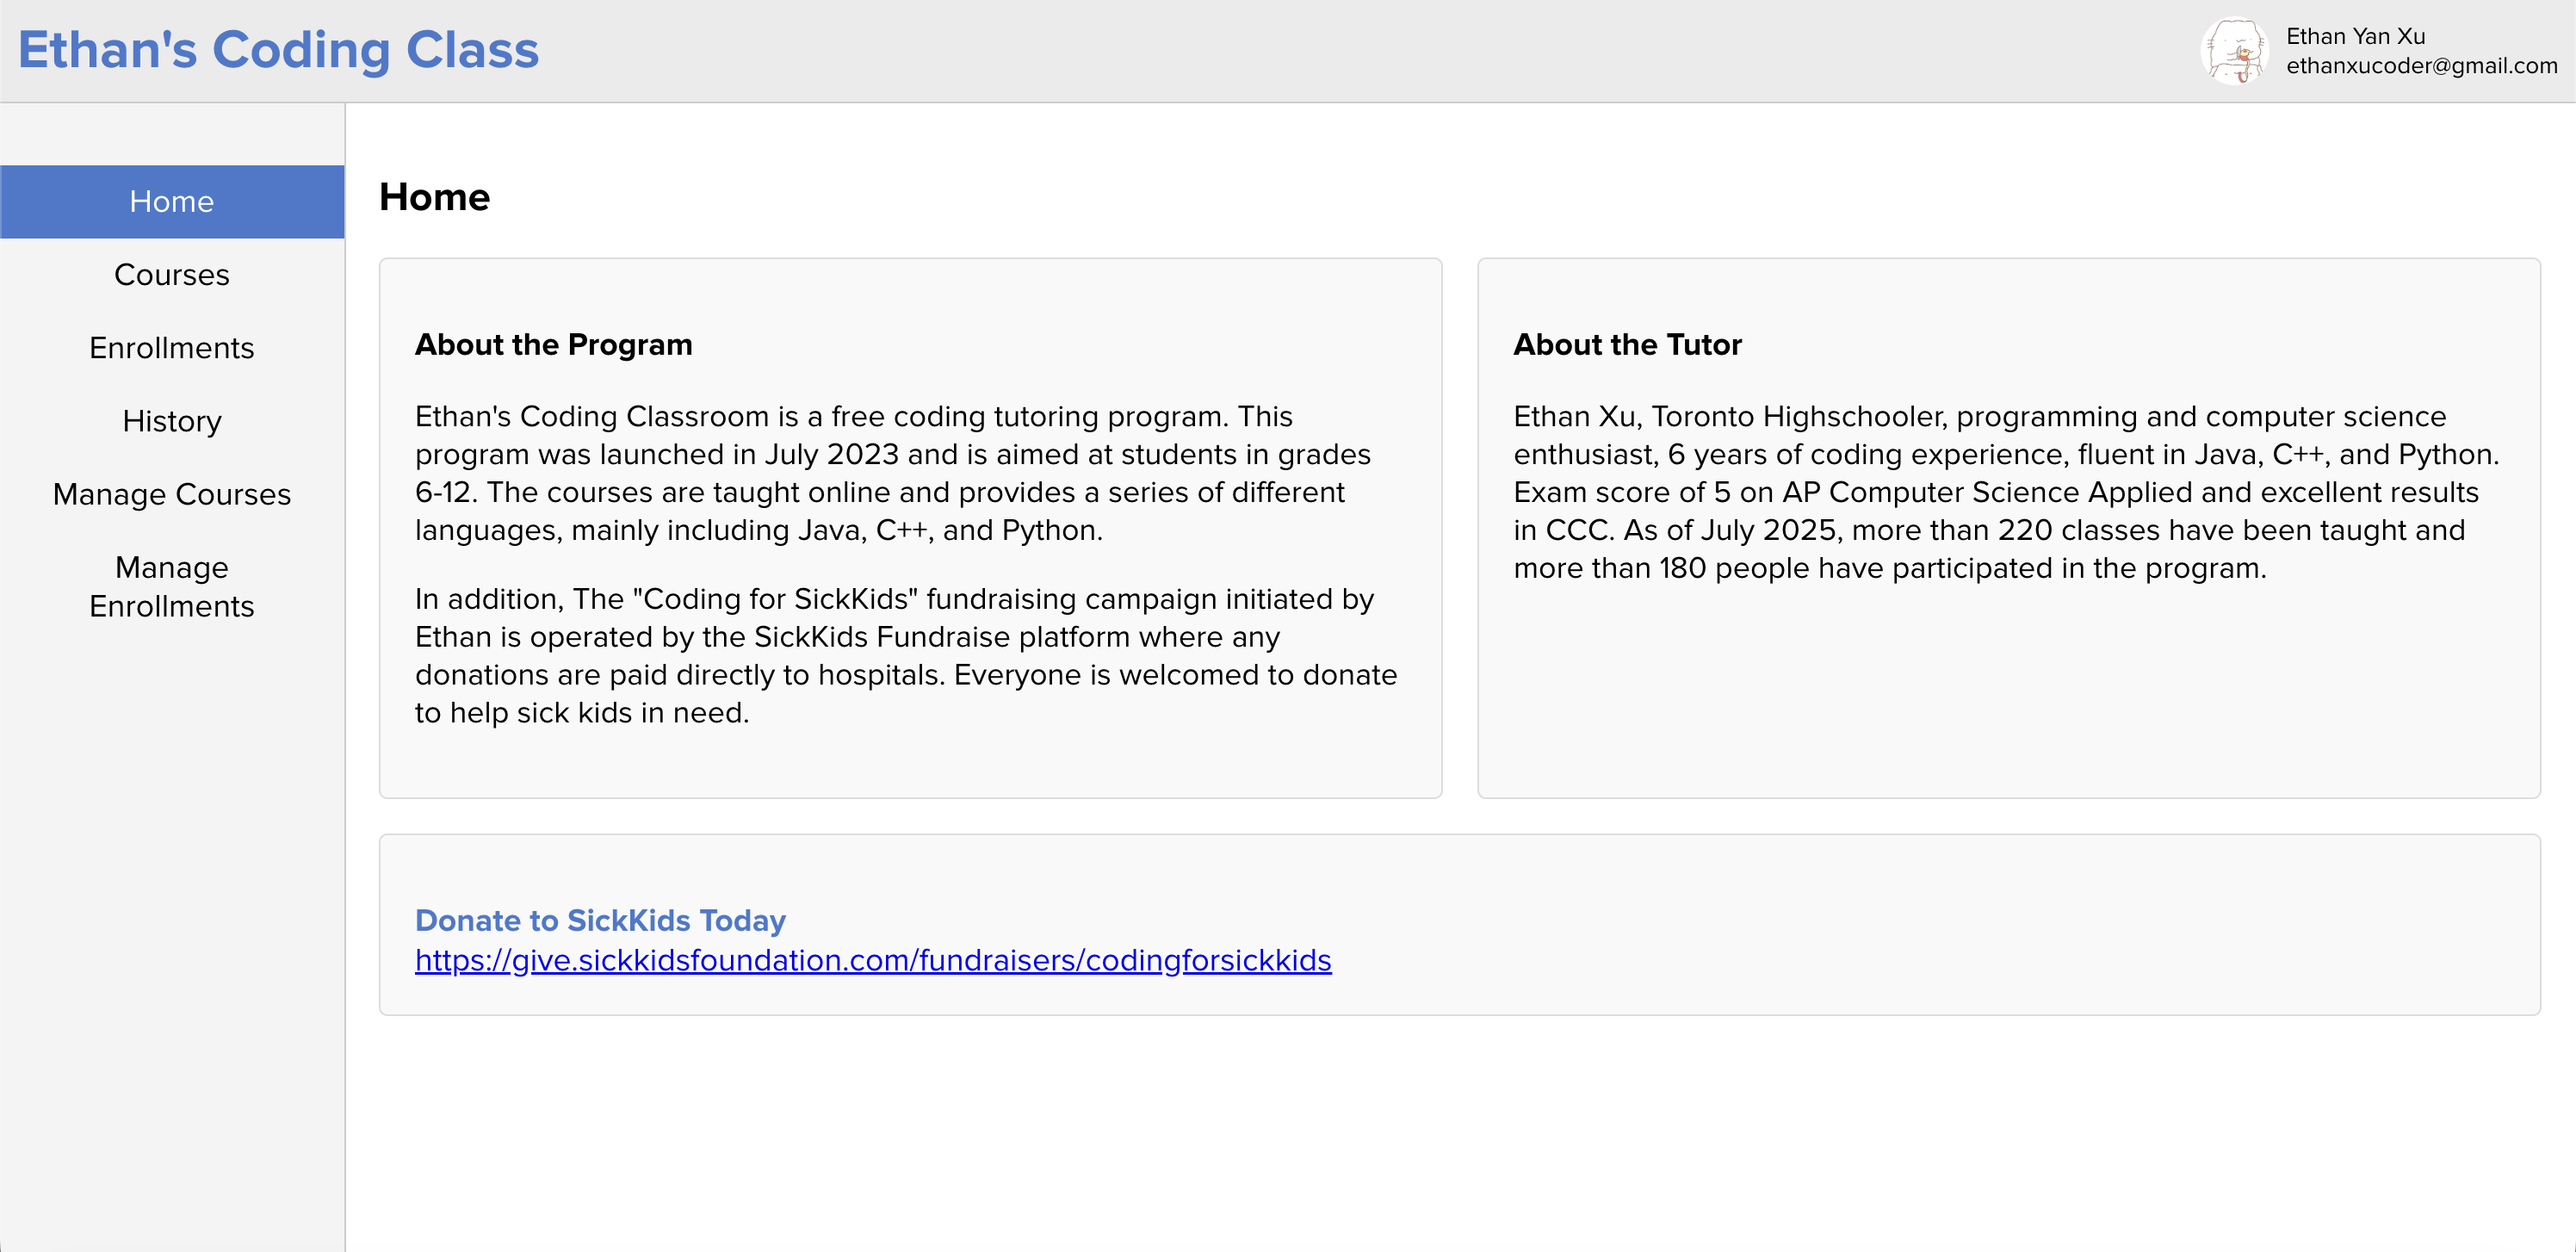 Ethan's Coding Class
Ethan Yan Xu
ethanxucoder@gmail.com
Home
Courses
Enrollments
History
Manage Courses
Manage
Enrollments
Home
About the Program
Ethan's Coding Classroom is a free coding tutoring program. This
program was launched in July 2023 and is aimed at students in grades
6-12. The courses are taught online and provides a series of different
languages, mainly including Java, C++, and Python.
In addition, The "Coding for SickKids" fundraising campaign initiated by
Ethan is operated by the SickKids Fundraise platform where any
donations are paid directly to hospitals. Everyone is welcomed to donate
to help sick kids in need.
About the Tutor
Ethan Xu, Toronto Highschooler, programming and computer science
enthusiast, 6 years of coding experience, fluent in Java, C++, and Python.
Exam score of 5 on AP Computer Science Applied and excellent results
in CCC. As of July 2025, more than 220 classes have been taught and
more than 180 people have participated in the program.
Donate to SickKids Today
https://give.sickkidsfoundation.com/fundraisers/codingforsickkids